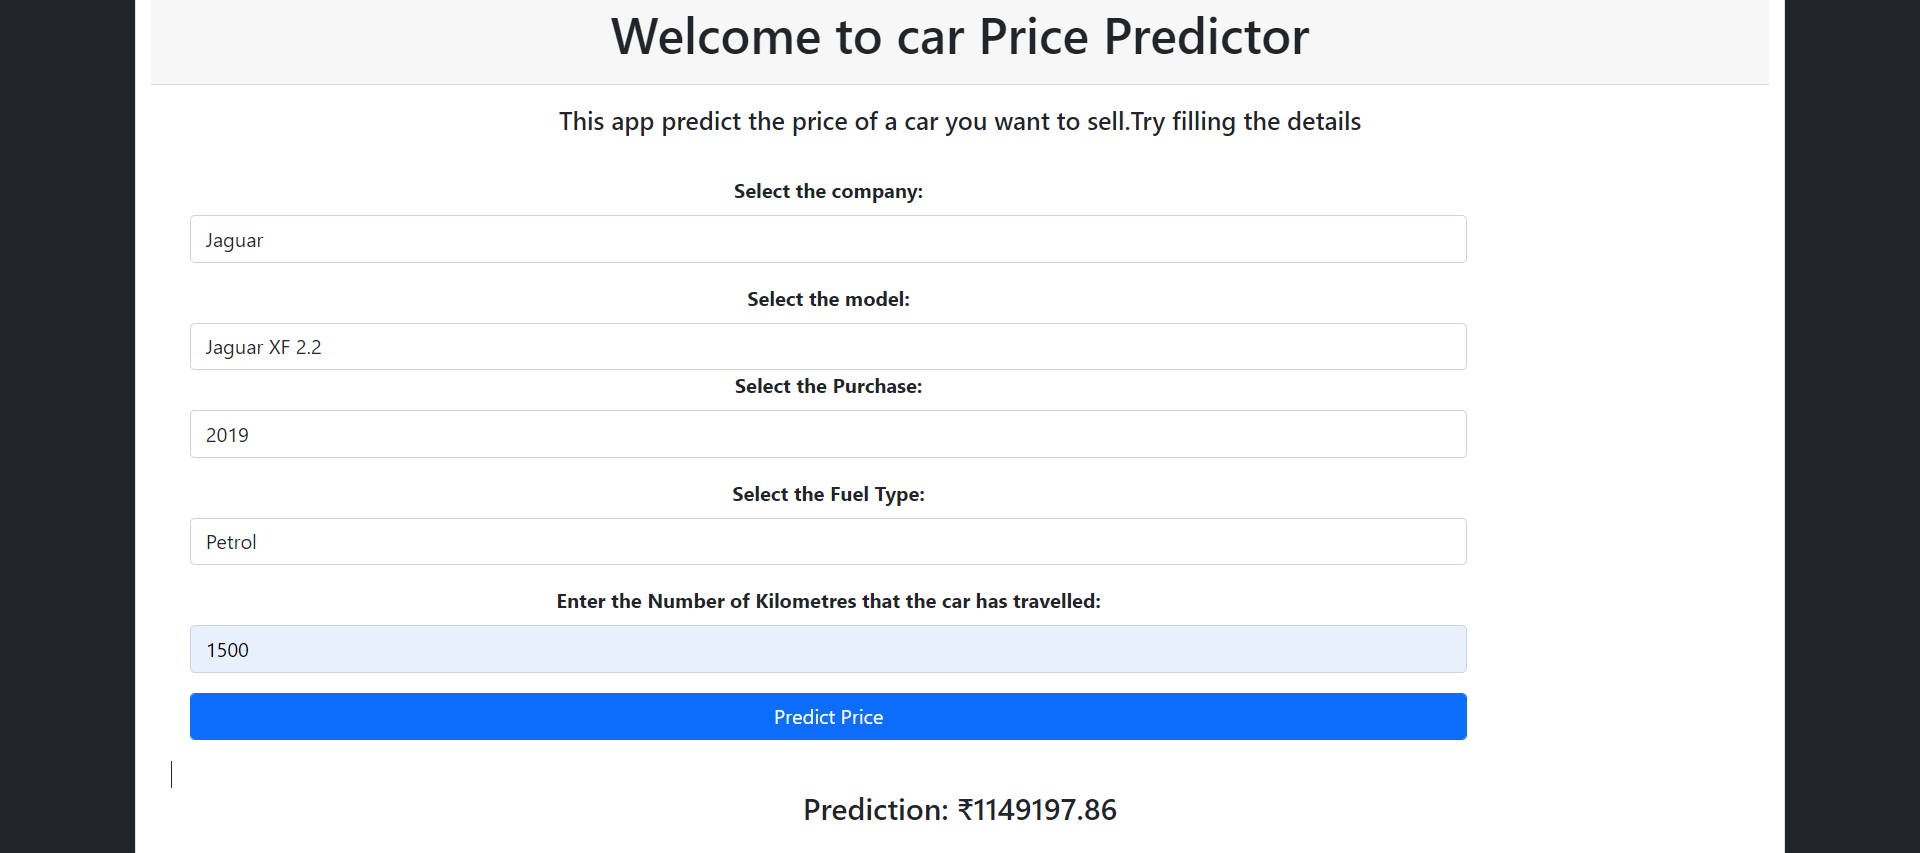 Welcome to car Price Predictor
This app predict the price of a car you want to sell.Try filling the details
Select the company:
Jaguar
Select the model:
Jaguar XF 2.2
Select the Purchase:
2019
Select the Fuel Type:
Petrol
Enter the Number of Kilometres that the car has travelled:
1500
Predict Price
Prediction: ₹1149197.86